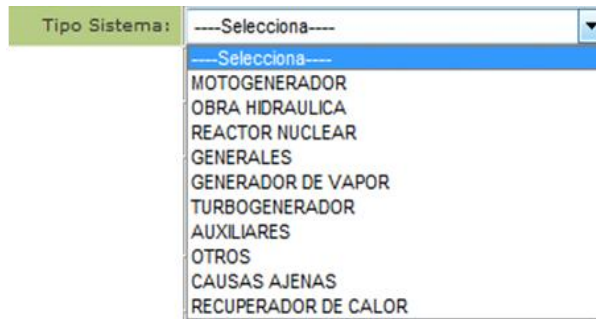 Tipo Sistema: ----Selecciona----
----Selecciona----
MOTOGENERADOR
OBRA HIDRAULICA
REACTOR NUCLEAR
GENERALES
GENERADOR DE VAPOR
TURBOGENERADOR
AUXILIARES
OTROS
CAUSAS AJENAS
RECUPERADOR DE CALOR